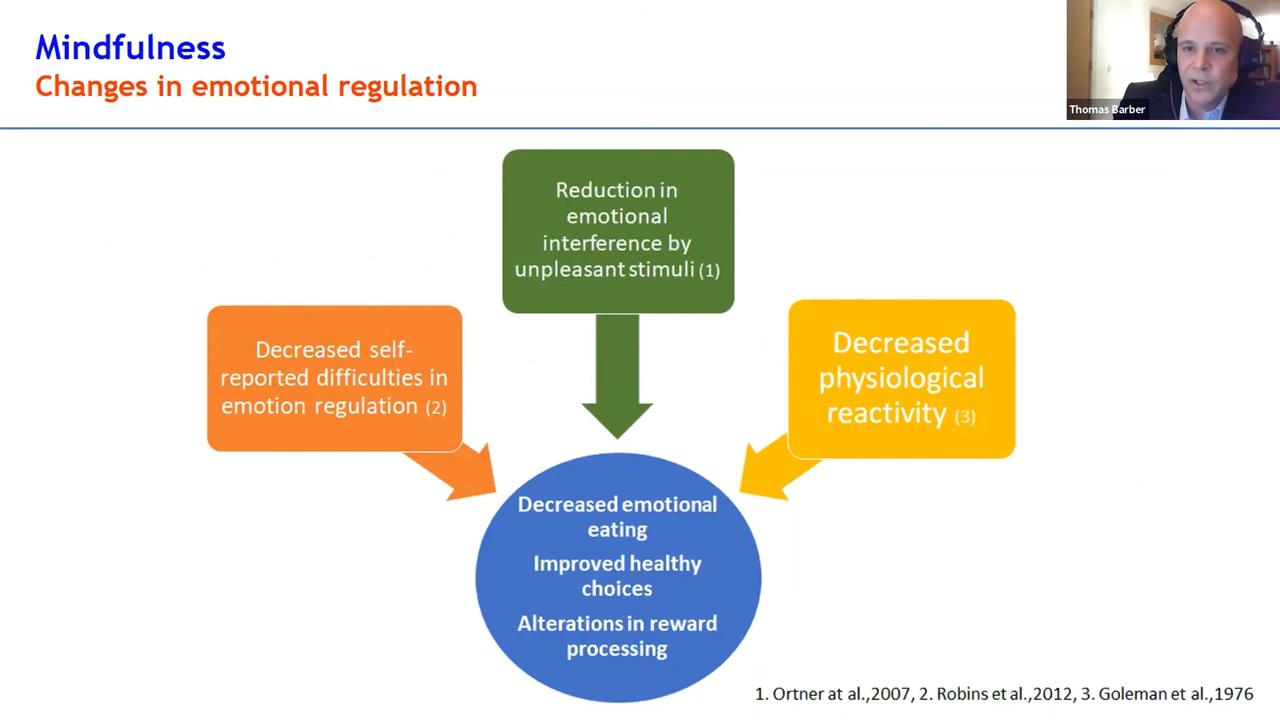 Mindfulness
Changes in emotional regulation
Thomas Barber
Reduction in
emotional
interference by
unpleasant stimuli (1)
Decreased self-
reported difficulties in
emotion regulation (2)
Decreased
physiological
reactivity (3)
Decreased emotional
eating
Improved healthy
choices
Alterations in reward
processing
1. Ortner at al.,2007, 2. Robins et al.,2012, 3. Goleman et al.,1976